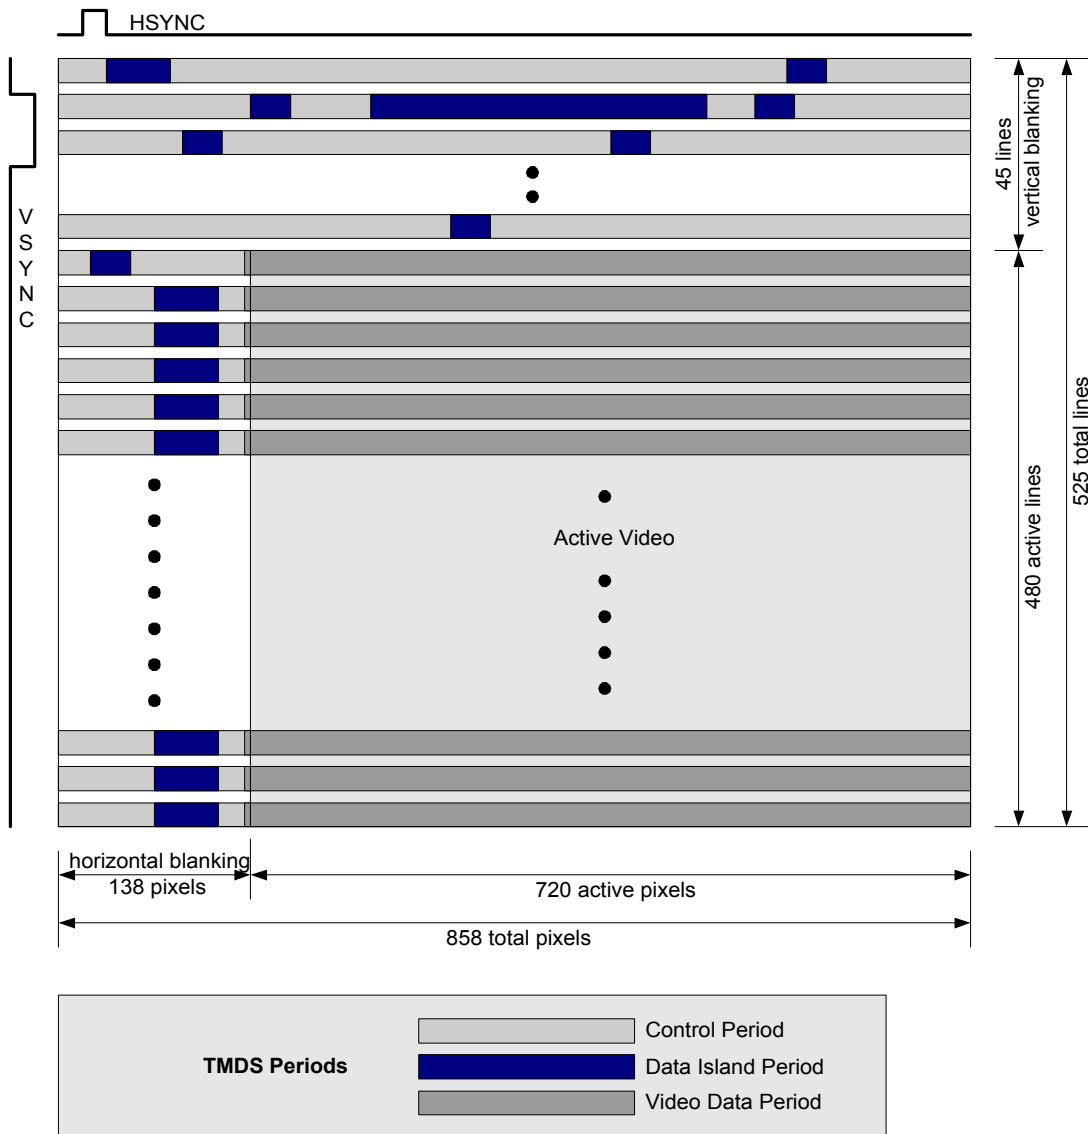 HSYNC
VSYNC
45 lines
vertical blanking
480 active lines
525 total lines
Active Video
horizontal blanking
138 pixels
720 active pixels
858 total pixels
TMDS Periods
Control Period
Data Island Period
Video Data Period